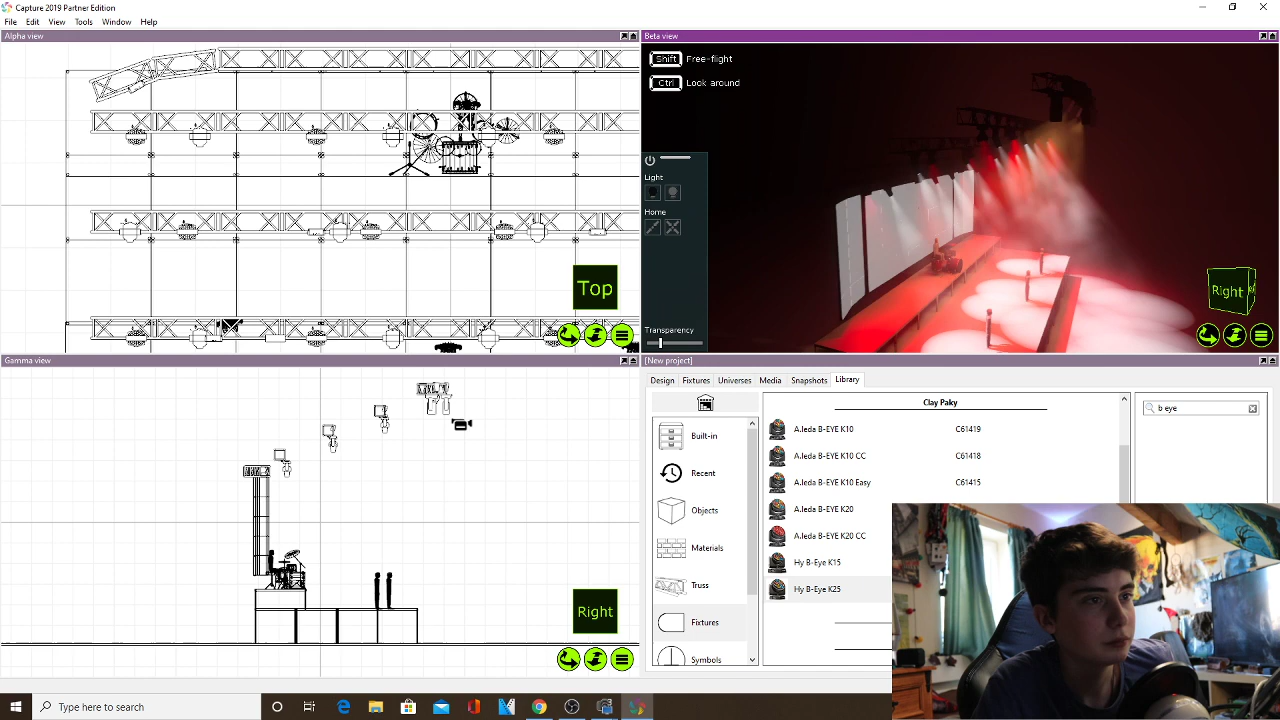 Capture 2019 Partner Edition
File Edit View Tools Window Help
Alpha view
Top
Beta view
Shift Free-flight
Ctrl Look around
Light
Home
Transparency
Right
Gamma view
Right
[New project]
Design Fixtures Universes Media Snapshots Library
Built-in
Recent
Objects
Materials
Truss
Fixtures
Symbols
Clay Paky
A.leda B-EYE K10 C61419
A.leda B-EYE K10 CC C61418
A.leda B-EYE K10 Easy C61415
A.leda B-EYE K20
A.leda B-EYE K20 CC
Hy B-Eye K15
Hy B-Eye K25
b eye
Type here to search